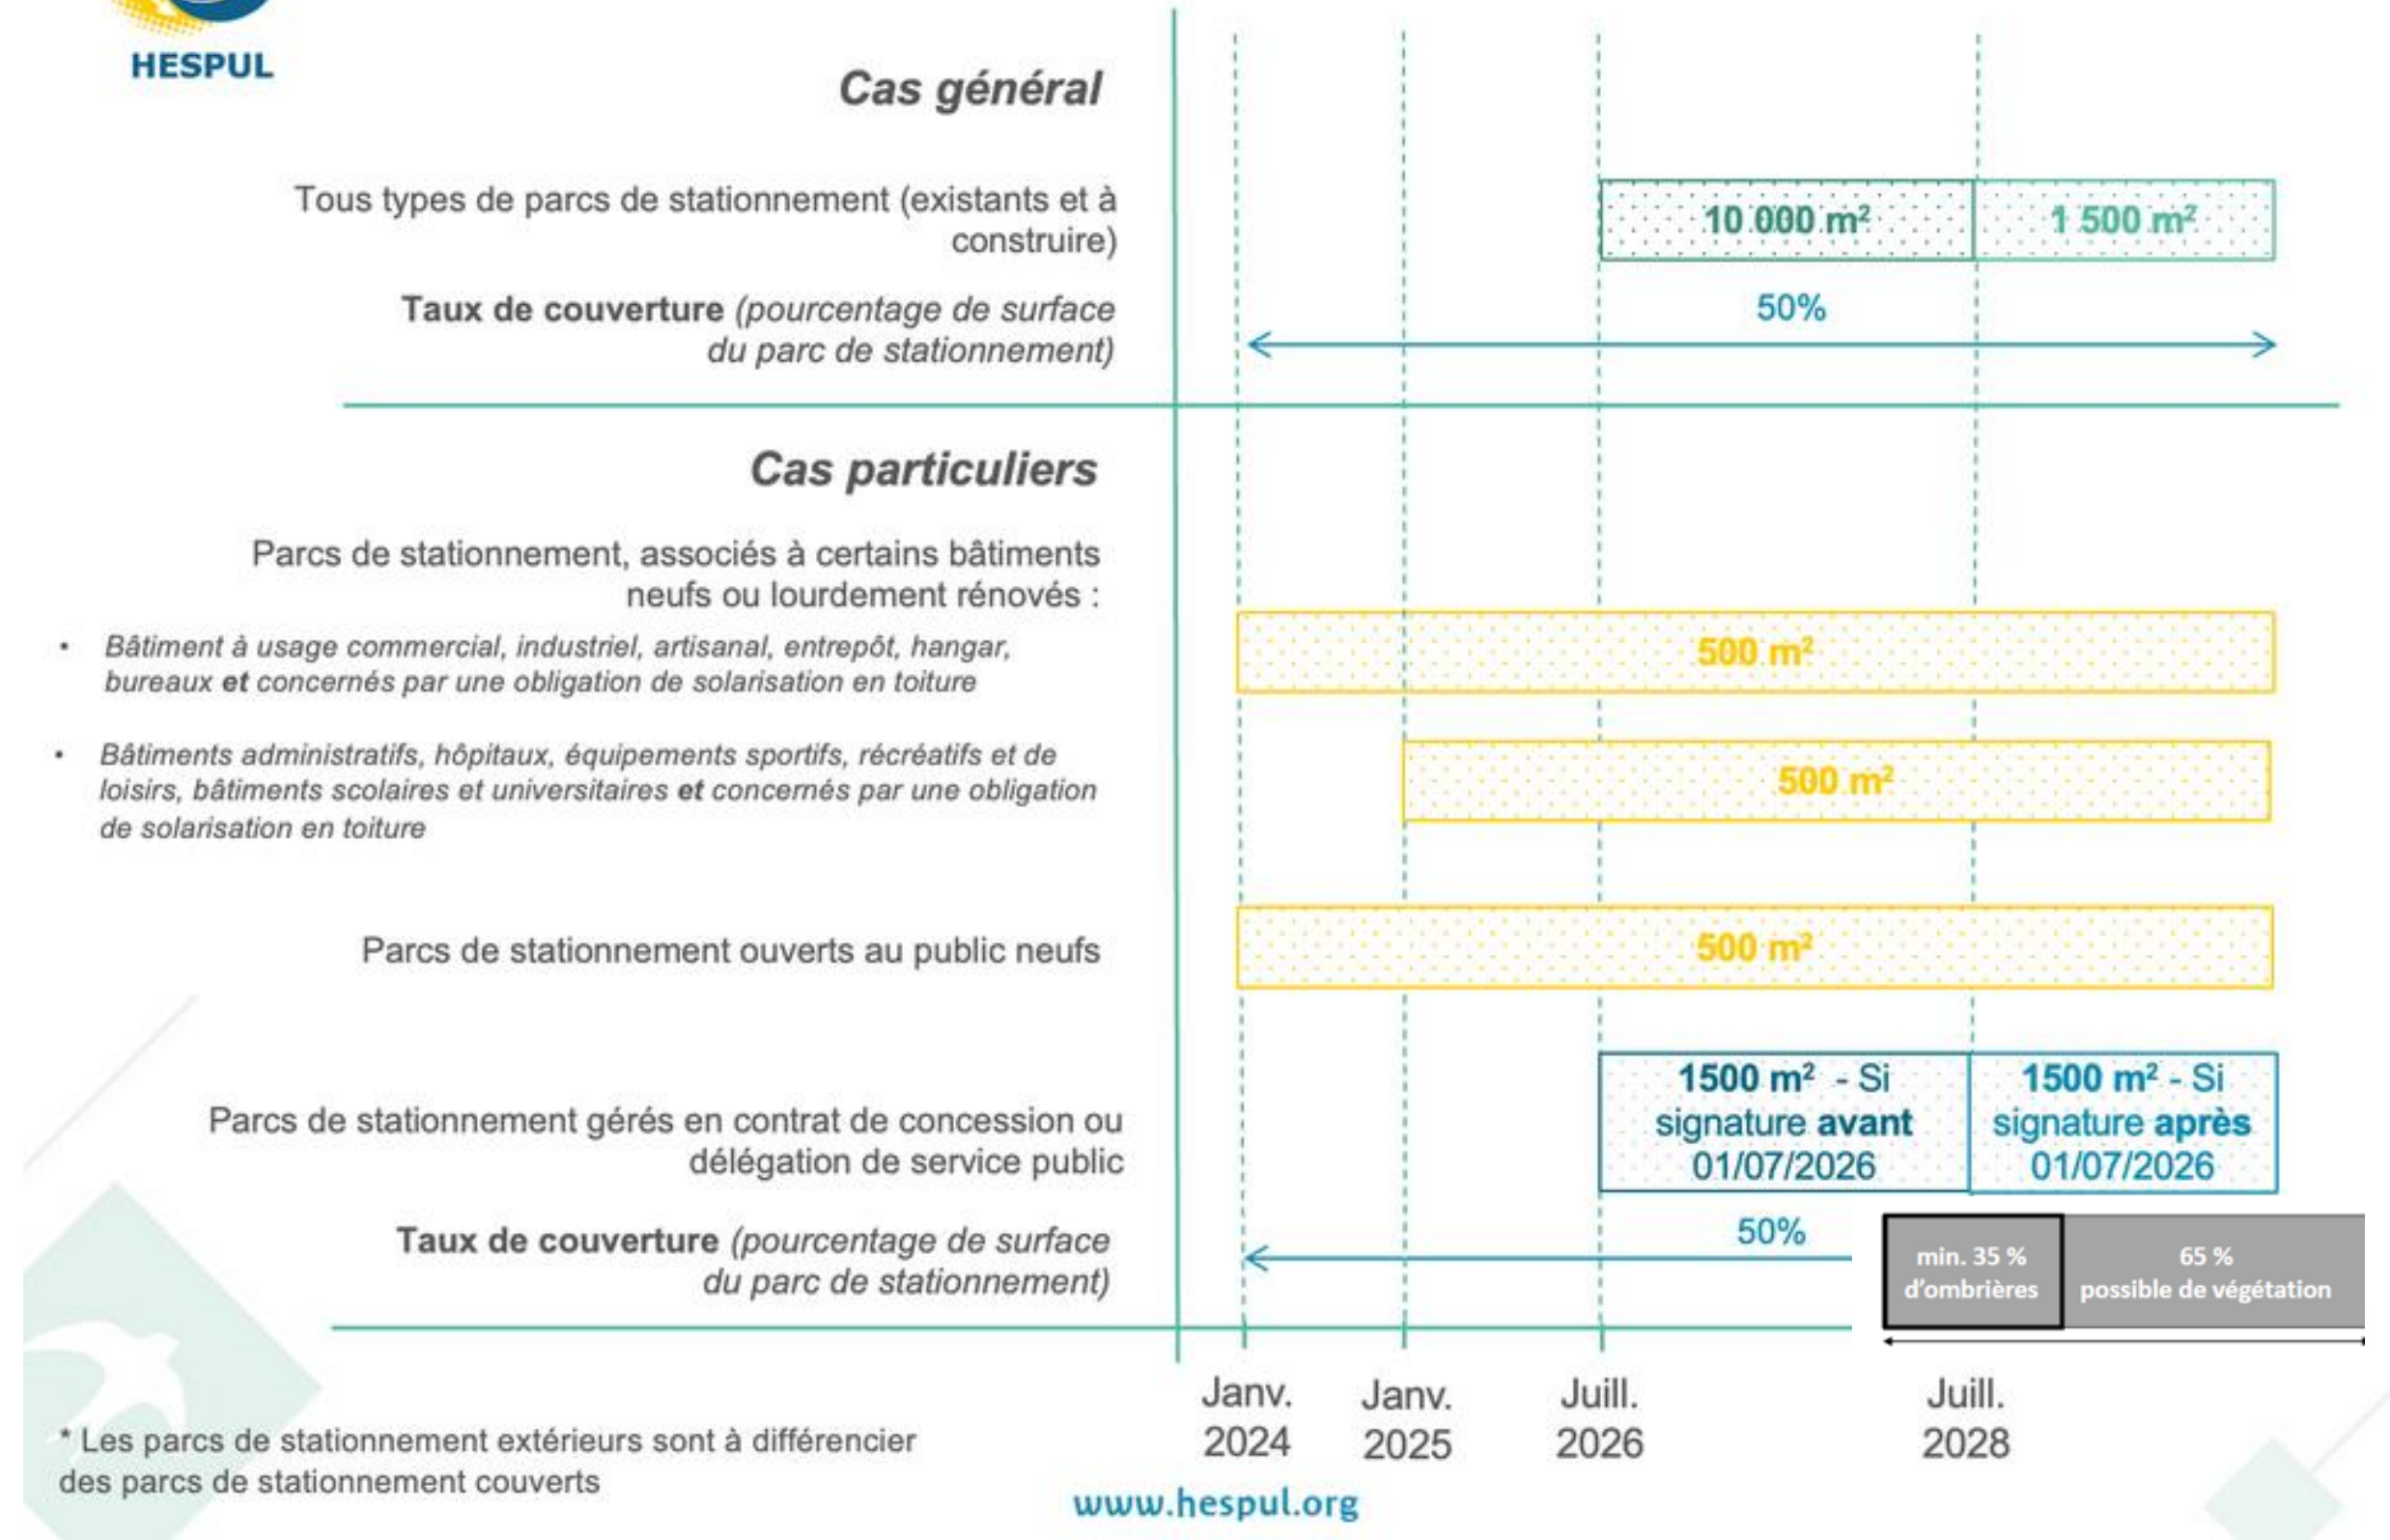 HESPUL
Cas général
Tous types de parcs de stationnement (existants et à
construire)
10 000 m²
1 500 m²
Taux de couverture (pourcentage de surface
du parc de stationnement)
50%
Cas particuliers
Parcs de stationnement, associés à certains bâtiments
neufs ou lourdement rénovés :
• Bâtiment à usage commercial, industriel, artisanal, entrepôt, hangar,
bureaux et concernés par une obligation de solarisation en toiture
500 m²
• Bâtiments administratifs, hôpitaux, équipements sportifs, récréatifs et de
loisirs, bâtiments scolaires et universitaires et concernés par une obligation
de solarisation en toiture
500 m²
Parcs de stationnement ouverts au public neufs
500 m²
Parcs de stationnement gérés en contrat de concession ou
délégation de service public
1500 m² - Si
signature avant
01/07/2026
1500 m² - Si
signature après
01/07/2026
Taux de couverture (pourcentage de surface
du parc de stationnement)
50%
min. 35 %
d'ombrières
65 %
possible de végétation
Janv.
2024
Janv.
2025
Juill.
2026
Juill.
2028
* Les parcs de stationnement extérieurs sont à différencier
des parcs de stationnement couverts
www.hespul.org